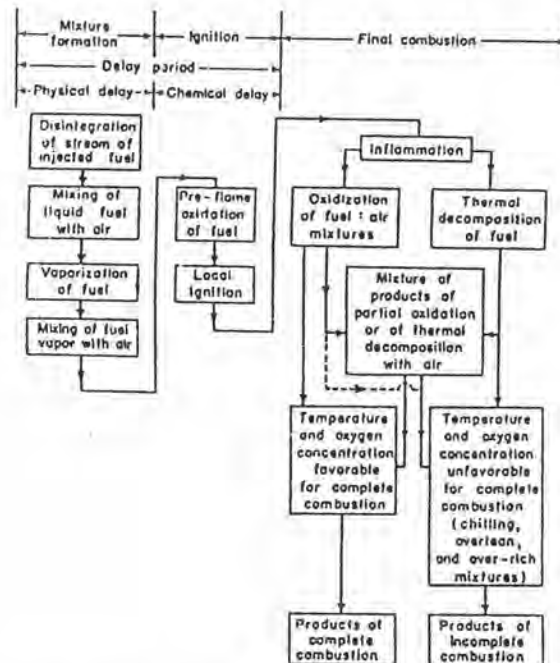 Mixture
formation
Ignition
Final combustion
Delay period
Physical delay
Chemical delay
Disintegration
of stream of
injected fuel
Mixing of
liquid fuel
with air
Vaporization
of fuel
Mixing of fuel
vapor with air
Pre-flame
oxidation
of fuel
Local
ignition
Inflammation
Oxidization
of fuel : air
mixtures
Thermal
decomposition
of fuel
Mixture of
products of
partial oxidation
or of thermal
decomposition
with air
Temperature
and oxygen
concentration
favorable
for complete
combustion
Temperature
and oxygen
concentration
unfavorable
for complete
combustion
(chilling,
overlean,
and over-rich
mixtures)
Products of
complete
combustion
Products of
incomplete
combustion